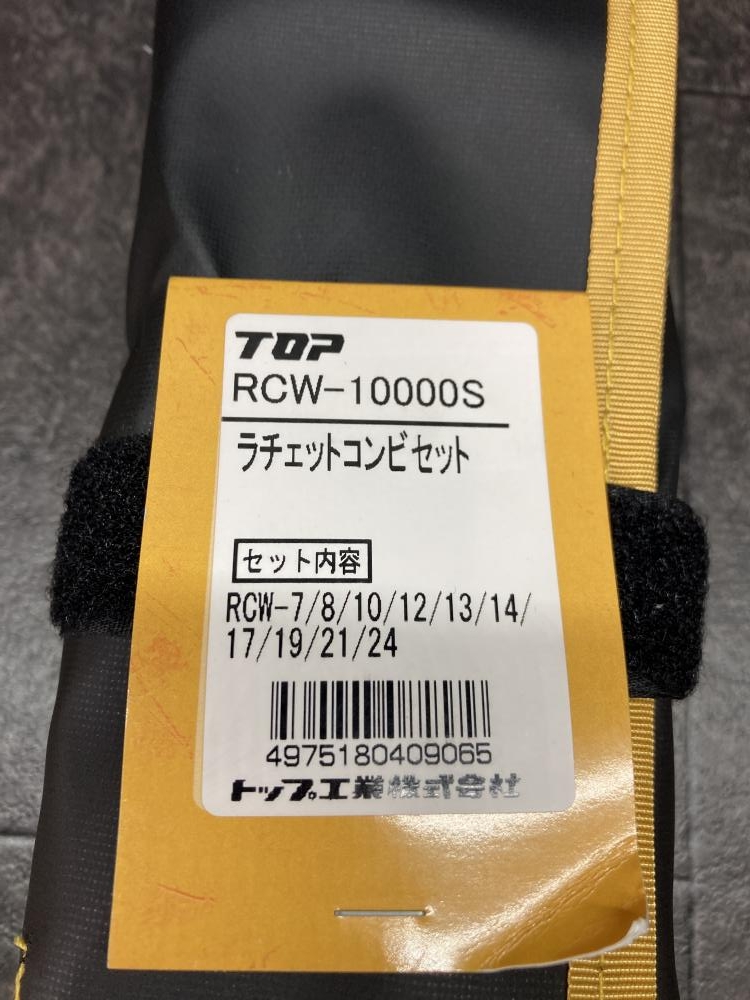 TOP
RCW-10000S
ラチェットコンビセット
セット内容
RCW-7/8/10/12/13/14/
17/19/21/24
4975180409065
トップ工業株式会社